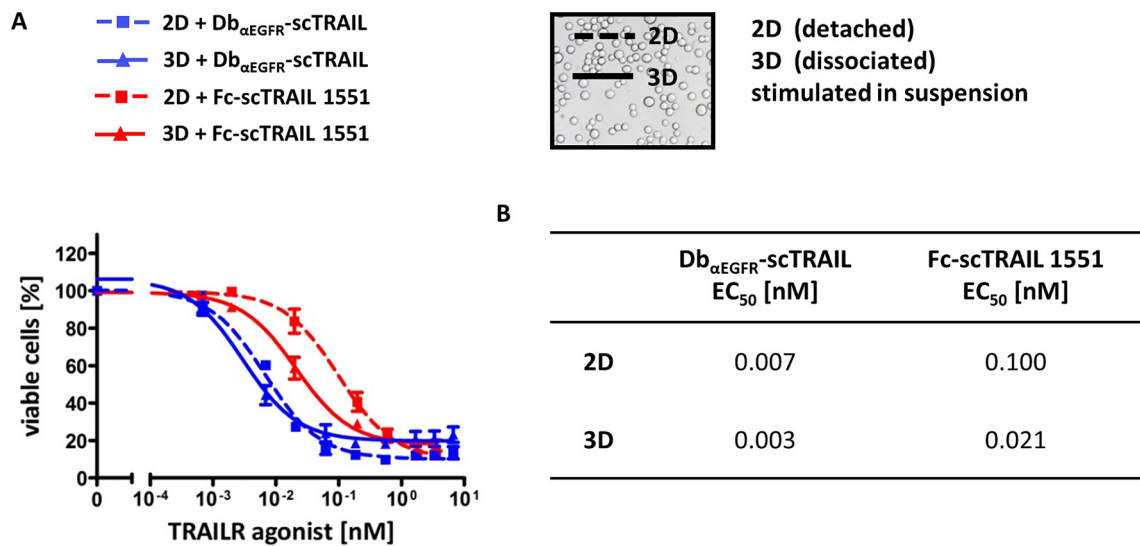 A
2D + DbαEGFR-scTRAIL
3D + DbαEGFR-scTRAIL
2D + Fc-scTRAIL 1551
3D + Fc-scTRAIL 1551
2D
3D
2D (detached)
3D (dissociated)
stimulated in suspension
viable cells [%]
120
100
80
60
40
20
0
0 10-4 10-3 10-2 10-1 100 101
TRAILR agonist [nM]
B
DbαEGFR-scTRAIL Fc-scTRAIL 1551
EC50 [nM] EC50 [nM]
2D 0.007 0.100
3D 0.003 0.021